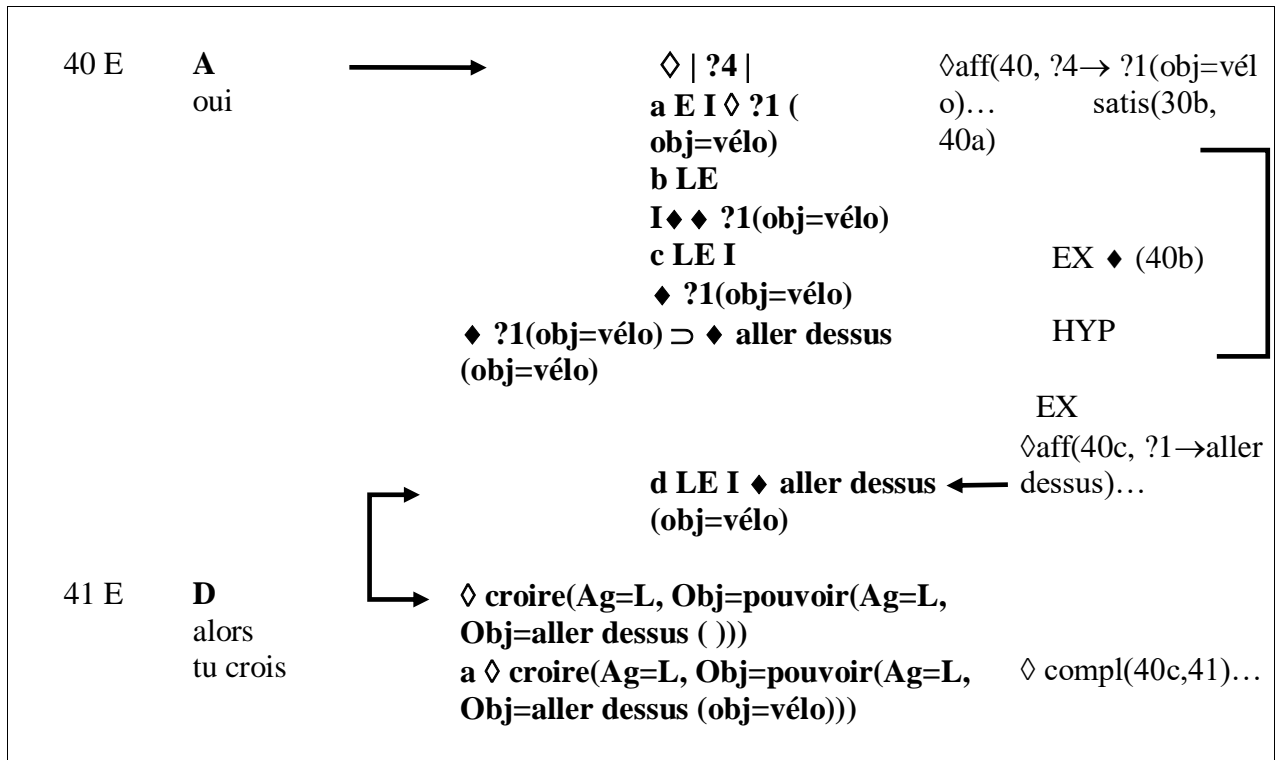 40 E A ◊ | ?4 | ◊aff(40, ?4→ ?1(obj=vél
oui a E I ◊ ?1 ( o)… satis(30b,
obj=vélo) 40a)
b LE
I♦ ♦ ?1(obj=vélo)
c LE I EX ♦ (40b)
♦ ?1(obj=vélo)
♦ ?1(obj=vélo) ⊃ ♦ aller dessus HYP
(obj=vélo)
EX
◊aff(40c, ?1→aller
d LE I ♦ aller dessus dessus)…
(obj=vélo)
41 E D ◊ croire(Ag=L, Obj=pouvoir(Ag=L,
alors Obj=aller dessus ( )))
tu crois a ◊ croire(Ag=L, Obj=pouvoir(Ag=L, ◊ compl(40c,41)…
Obj=aller dessus (obj=vélo)))